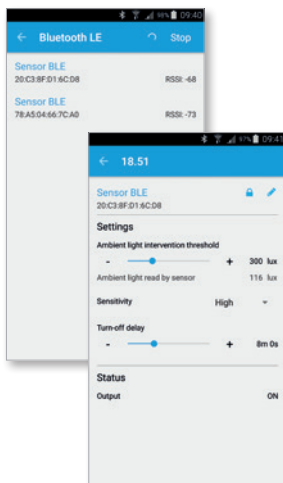 98% 09:40
← Bluetooth LE Stop
Sensor BLE
20:C3:8F:D1:6C:D8 RSSI: -68
Sensor BLE
78:A5:04:66:7C:A0 RSSI: -73
97% 09:41
← 18.51
Sensor BLE
20:C3:8F:D1:6C:D8
Settings
Ambient light intervention threshold
- + 300 lux
Ambient light read by sensor 116 lux
Sensitivity High
Turn-off delay
- + 8m 0s
Status
Output ON